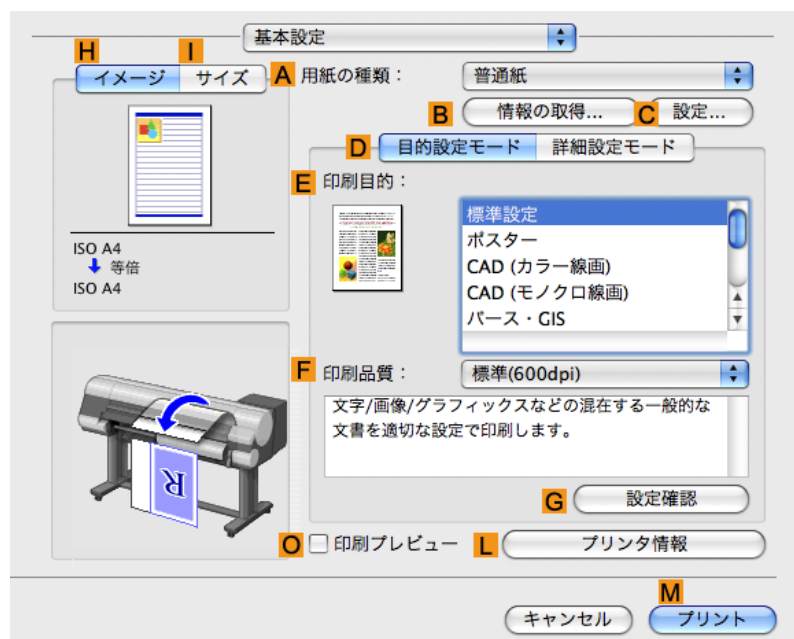 基本設定
H
I
イメージ サイズ
A 用紙の種類： 普通紙
B 情報の取得... C 設定...
D 目的設定モード 詳細設定モード
E 印刷目的：
標準設定
ポスター
CAD (カラー線画)
CAD (モノクロ線画)
パース・GIS
ISO A4
等倍
ISO A4
F 印刷品質： 標準(600dpi)
文字/画像/グラフィックスなどの混在する一般的な
文書を適切な設定で印刷します。
R
G 設定確認
O 印刷プレビュー L プリンタ情報
M
キャンセル プリント